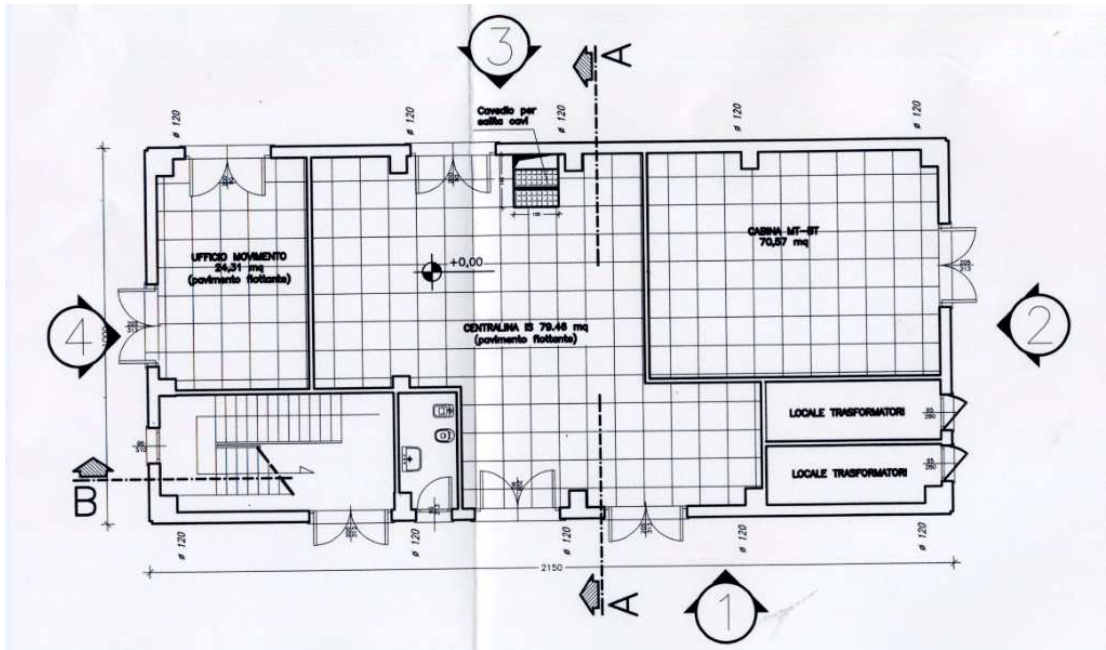 3
A
ø 120
ø 120
ø 120
ø 120
ø 120
Cavedio per
salita cavi
UFFICIO MOVIMENTO
24,31 mq
(pavimento flottante)
+0,00
CABINA MT-BT
70,57 mq
CENTRALINA IS 79.46 mq
(pavimento flottante)
4
2
LOCALE TRASFORMATORI
LOCALE TRASFORMATORI
B
ø 120
ø 120
ø 120
ø 120
ø 120
2150
A
1